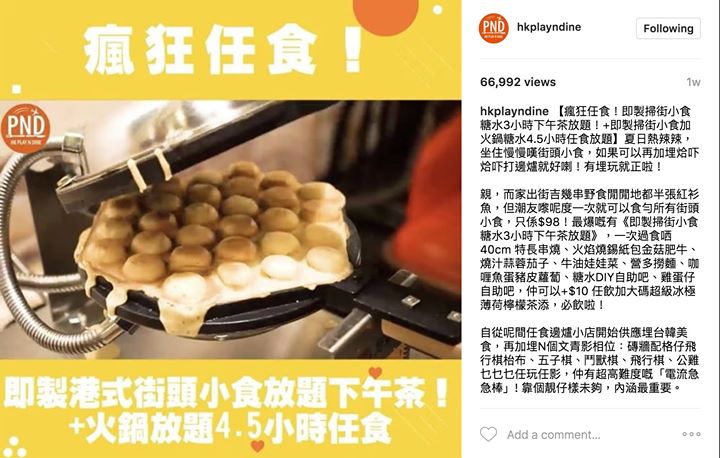 瘋狂任食！
PND
HK PLAY N DINE
即製港式街頭小食放題下午茶！
+火鍋放題4.5小時任食
PND
HK PLAY N DINE
hkplayndine
Following
66,992 views
1w
hkplayndine 【瘋狂任食！即製掃街小食
糖水3小時下午茶放題！+即製掃街小食加
火鍋糖水4.5小時任食放題】夏日熱辣辣，
坐住慢慢嘆街頭小食，如果可以再加埋烚吓
烚吓打邊爐就好喇！有埋玩就正啦！
親，而家出街吉幾串野食閒閒地都半張紅衫
魚，但潮友嚟呢度一次就可以食勻所有街頭小
食，只係$98！最爆嘅有《即製掃街小食
糖水3小時下午茶放題》，一次過食晒
40cm 特長串燒、火焰燒錫紙包金菇肥牛、
燒汁蒜蓉茄子、牛油娃娃菜、營多撈麵、咖
喱魚蛋豬皮蘿蔔、糖水DIY自助吧、雞蛋仔
自助吧，仲可以+$10 任飲加大碼超級冰極
薄荷檸檬茶添，必飲啦！
自從呢間任食邊爐小店開始供應埋台韓美
食，再加埋N個文青影相位：磚牆配格仔飛
行棋枱布、五子棋、鬥獸棋、飛行棋、公雞
乜乜乜任玩任影，仲有超高難度嘅「電流急
急棒」! 靠個靚仔樣未夠，內涵最重要。
Add a comment...